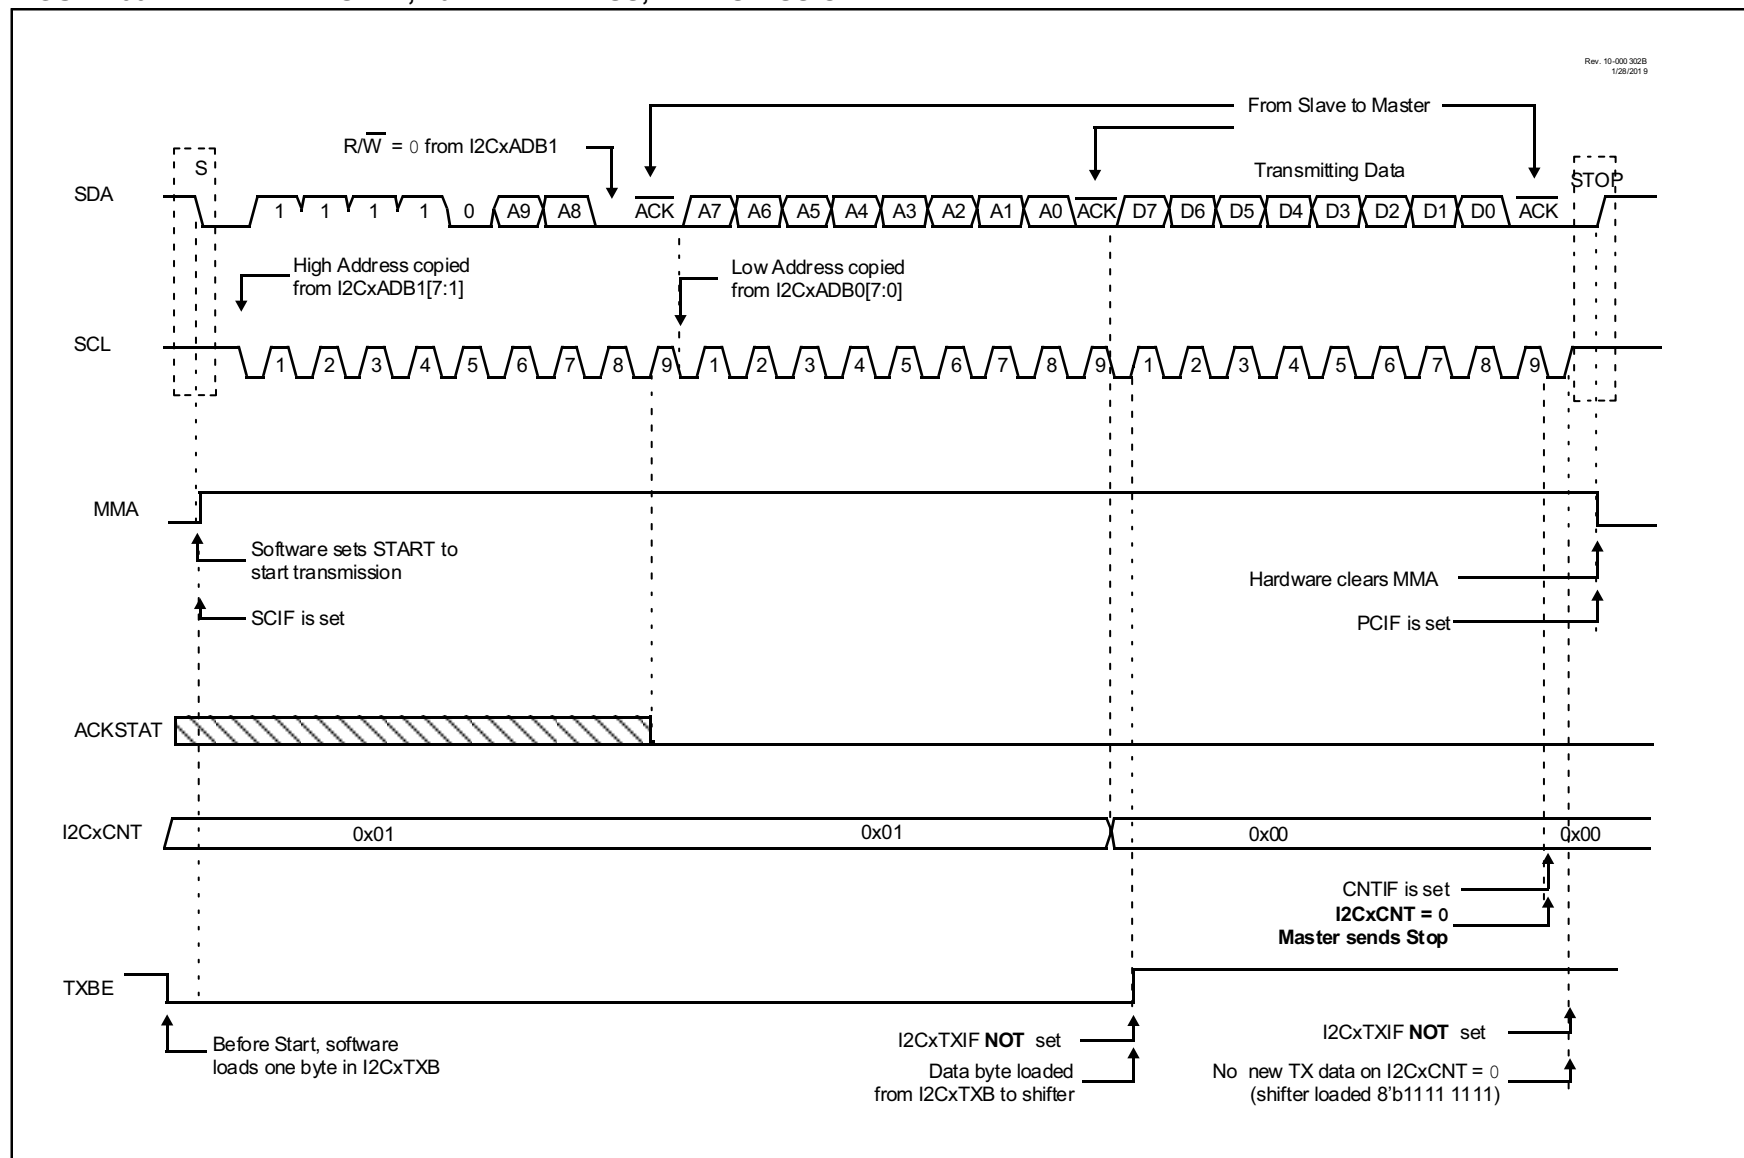 Rev. 10-000302B
1/28/2019
From Slave to Master
R/W = 0 from I2CxADB1
S
Transmitting Data
STOP
SDA
1 1 1 1 0 A9 A8 ACK A7 A6 A5 A4 A3 A2 A1 A0 ACK D7 D6 D5 D4 D3 D2 D1 D0 ACK
High Address copied
from I2CxADB1[7:1]
Low Address copied
from I2CxADB0[7:0]
SCL
1 2 3 4 5 6 7 8 9 1 2 3 4 5 6 7 8 9 1 2 3 4 5 6 7 8 9
MMA
Software sets START to
start transmission
Hardware clears MMA
SCIF is set
PCIF is set
ACKSTAT
I2CxCNT
0x01 0x01 0x00 0x00
CNTIF is set
I2CxCNT = 0
Master sends Stop
TXBE
Before Start, software
loads one byte in I2CxTXB
I2CxTXIF NOT set
Data byte loaded
from I2CxTXB to shifter
I2CxTXIF NOT set
No new TX data on I2CxCNT = 0
(shifter loaded 8'b1111 1111)